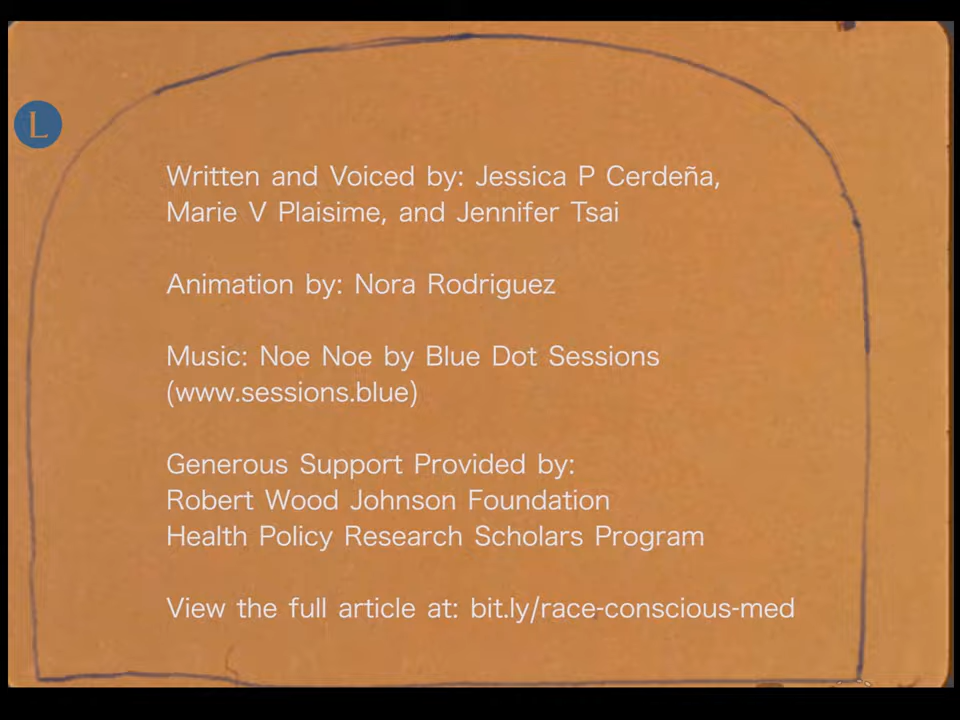 L
Written and Voiced by: Jessica P Cerdeña,
Marie V Plaisime, and Jennifer Tsai
Animation by: Nora Rodriguez
Music: Noe Noe by Blue Dot Sessions
(www.sessions.blue)
Generous Support Provided by:
Robert Wood Johnson Foundation
Health Policy Research Scholars Program
View the full article at: bit.ly/race-conscious-med